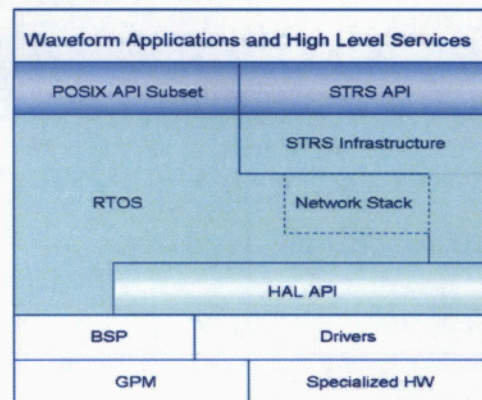 Waveform Applications and High Level Services
POSIX API Subset
STRS API
STRS Infrastructure
RTOS
Network Stack
HAL API
BSP
Drivers
GPM
Specialized HW